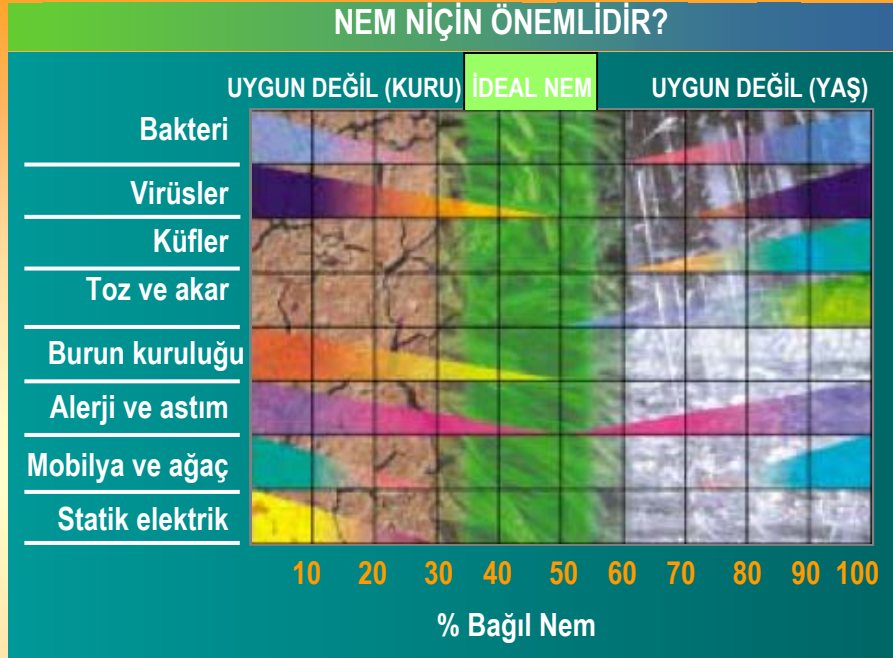 NEM NİÇİN ÖNEMLİDİR?
UYGUN DEĞİL (KURU) İDEAL NEM UYGUN DEĞİL (YAŞ)
Bakteri
Virüsler
Küfler
Toz ve akar
Burun kuruluğu
Alerji ve astım
Mobilya ve ağaç
Statik elektrik
10 20 30 40 50 60 70 80 90 100
% Bağıl Nem